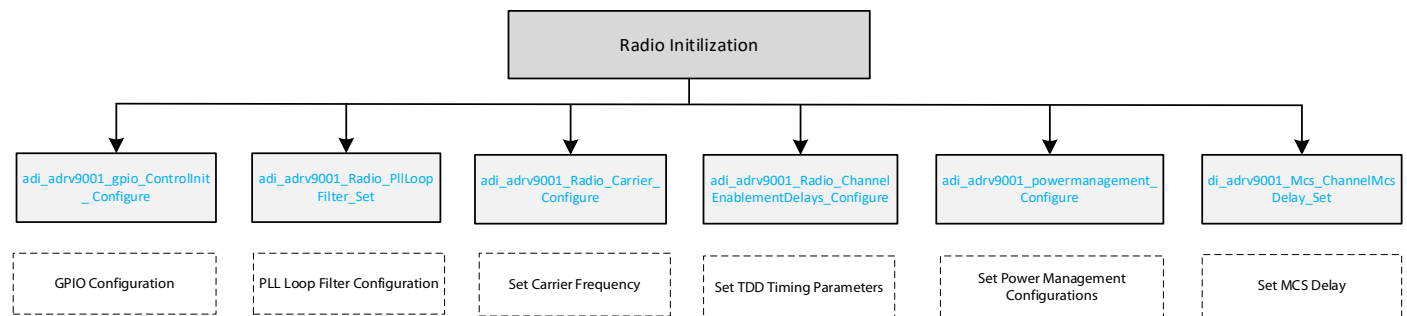 Radio Initilization
adi_adrv9001_gpio_ControlInit
_ Configure
adi_adrv9001_Radio_PllLoop
Filter_Set
adi_adrv9001_Radio_Carrier_
Configure
adi_adrv9001_Radio_Channel
EnablementDelays_Configure
adi_adrv9001_powermanagement_
Configure
di_adrv9001_Mcs_ChannelMcs
Delay_Set
GPIO Configuration
PLL Loop Filter Configuration
Set Carrier Frequency
Set TDD Timing Parameters
Set Power Management
Configurations
Set MCS Delay